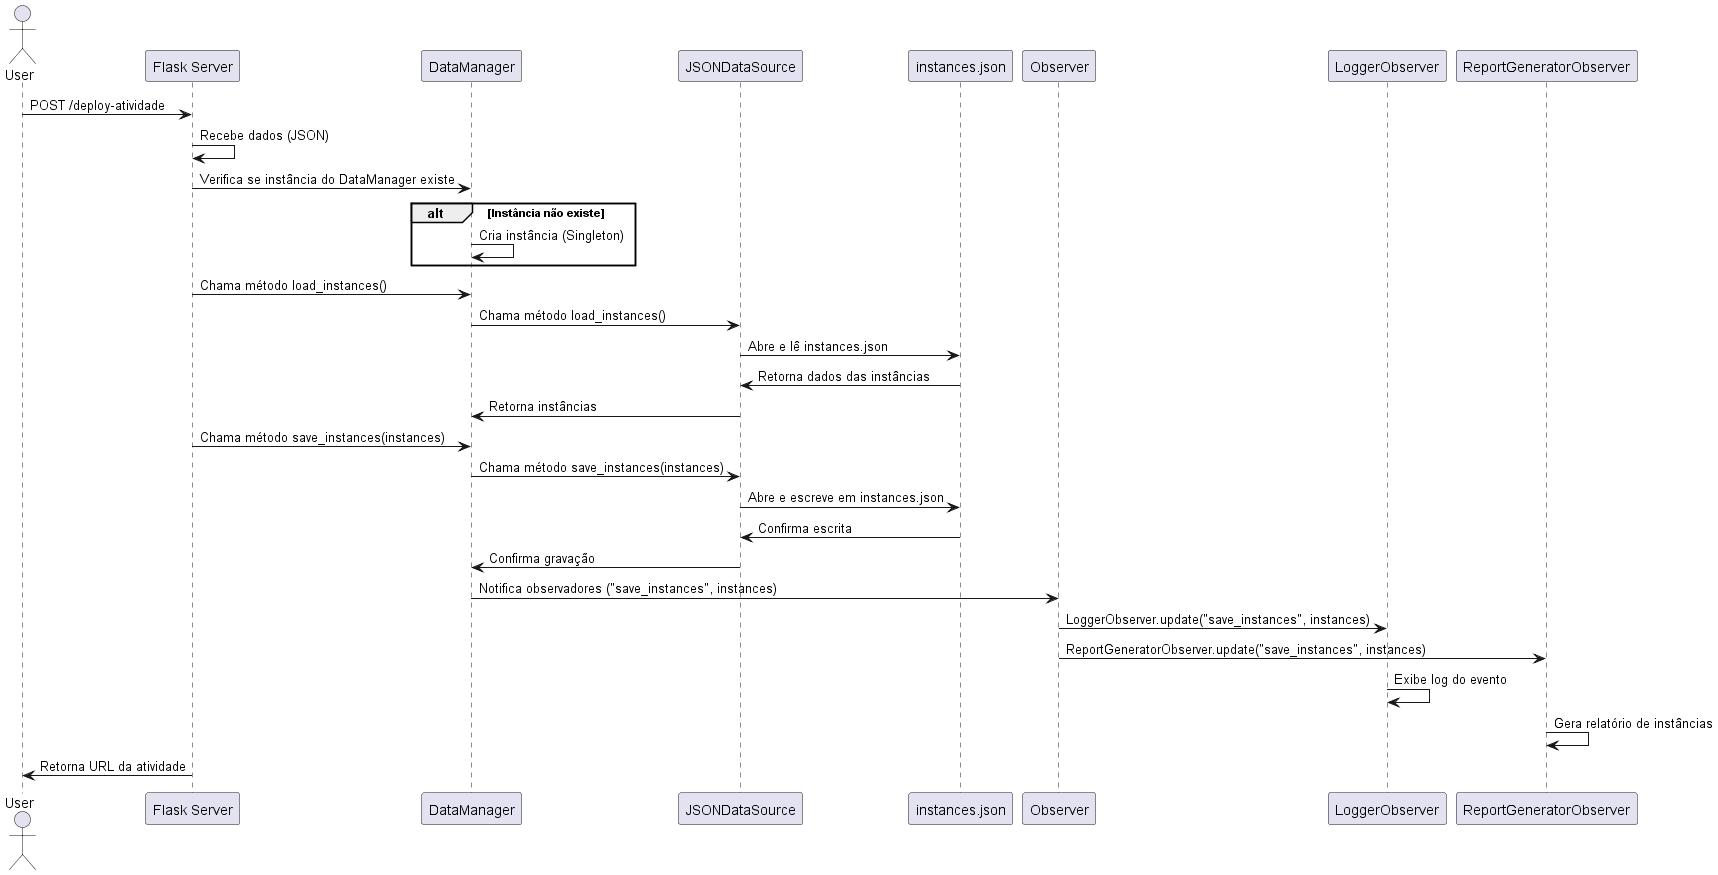 User
Flask Server
DataManager
JSONDataSource
instances.json
Observer
LoggerObserver
ReportGeneratorObserver
POST /deploy-atividade
Recebe dados (JSON)
Verifica se instância do DataManager existe
alt
[Instância não existe]
Cria instância (Singleton)
Chama método load_instances()
Chama método load_instances()
Abre e lê instances.json
Retorna dados das instâncias
Retorna instâncias
Chama método save_instances(instances)
Chama método save_instances(instances)
Abre e escreve em instances.json
Confirma escrita
Confirma gravação
Notifica observadores ("save_instances", instances)
LoggerObserver.update("save_instances", instances)
ReportGeneratorObserver.update("save_instances", instances)
Exibe log do evento
Gera relatório de instâncias
Retorna URL da atividade
User
Flask Server
DataManager
JSONDataSource
instances.json
Observer
LoggerObserver
ReportGeneratorObserver